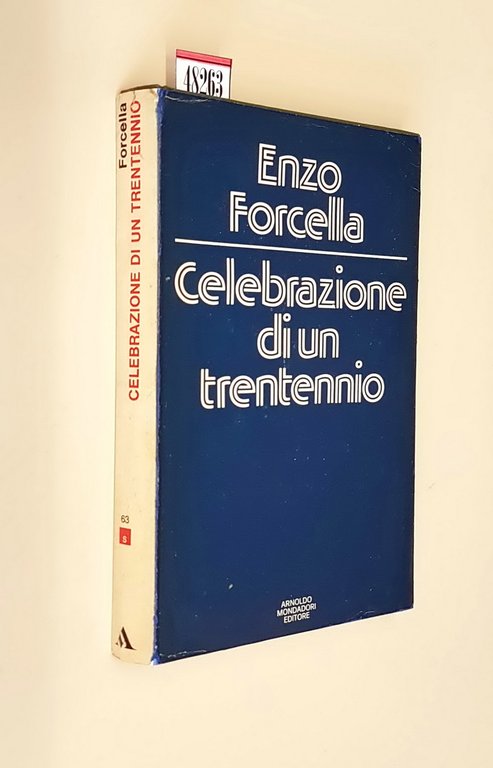 48263
Enzo
Forcella
Celebrazione
di un
trentennio
ARNOLDO
MONDADORI
EDITORE
Forcella
CELEBRAZIONE DI UN TRENTENNIO
63
s